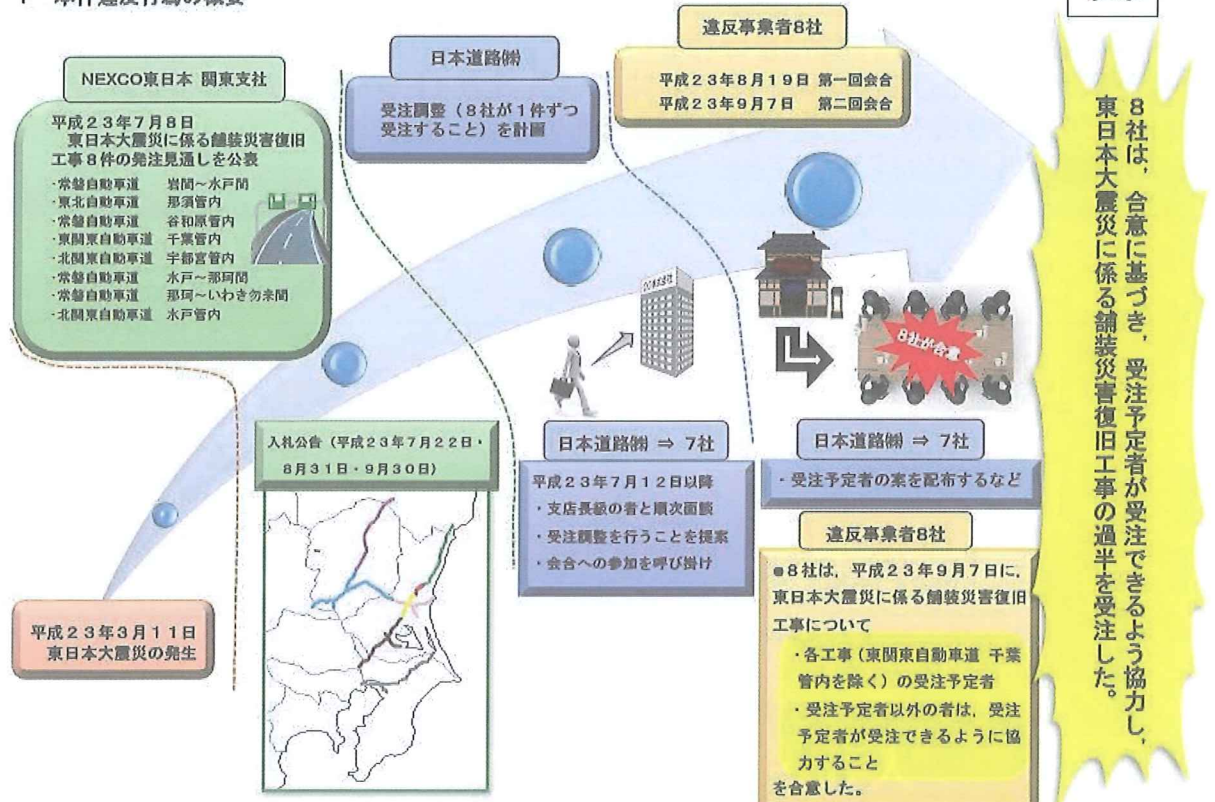 NEXCO東日本 関東支社
平成23年7月8日
東日本大震災に係る舗装災害復旧
工事8件の発注見通しを公表
・常磐自動車道 岩間～水戸間
・東北自動車道 那須管内
・常磐自動車道 谷和原管内
・東関東自動車道 千葉管内
・北関東自動車道 宇都宮管内
・常磐自動車道 水戸～那珂間
・常磐自動車道 那珂～いわき勿来間
・北関東自動車道 水戸管内
平成23年3月11日
東日本大震災の発生
入札公告（平成23年7月22日・
8月31日・9月30日）
日本道路㈱
受注調整（8社が1件ずつ
受注すること）を計画
日本道路㈱ ⇒ 7社
平成23年7月12日以降
・支店長級の者と順次面談
・受注調整を行うことを提案
・会合への参加を呼び掛け
違反事業者8社
平成23年8月19日 第一回会合
平成23年9月7日 第二回会合
8社が合意
日本道路㈱ ⇒ 7社
・受注予定者の案を配布するなど
違反事業者8社
●8社は，平成23年9月7日に，
東日本大震災に係る舗装災害復旧
工事について
・各工事（東関東自動車道 千葉
管内を除く）の受注予定者
・受注予定者以外の者は，受注
予定者が受注できるように協
力すること
を合意した。
8社は，合意に基づき，受注予定者が受注できるよう協力し，
東日本大震災に係る舗装災害復旧工事の過半を受注した。